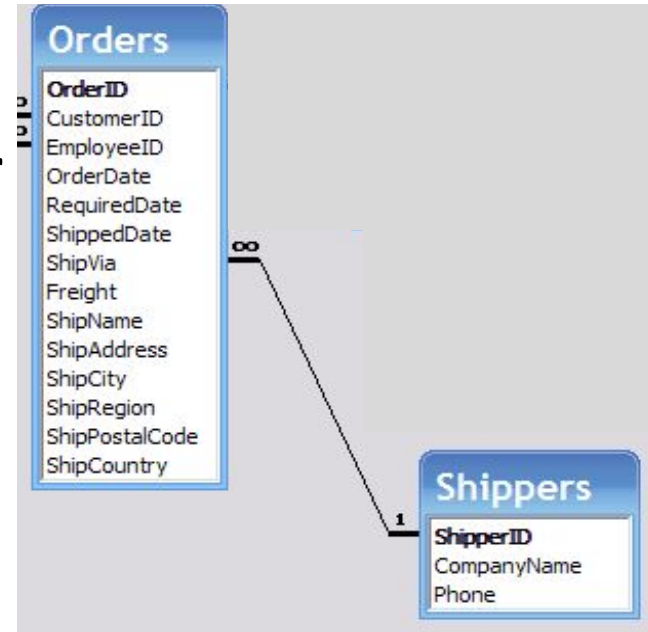 Orders
OrderID
CustomerID
EmployeeID
OrderDate
RequiredDate
ShippedDate
ShipVia
Freight
ShipName
ShipAddress
ShipCity
ShipRegion
ShipPostalCode
ShipCountry
∞
1
Shippers
ShipperID
CompanyName
Phone